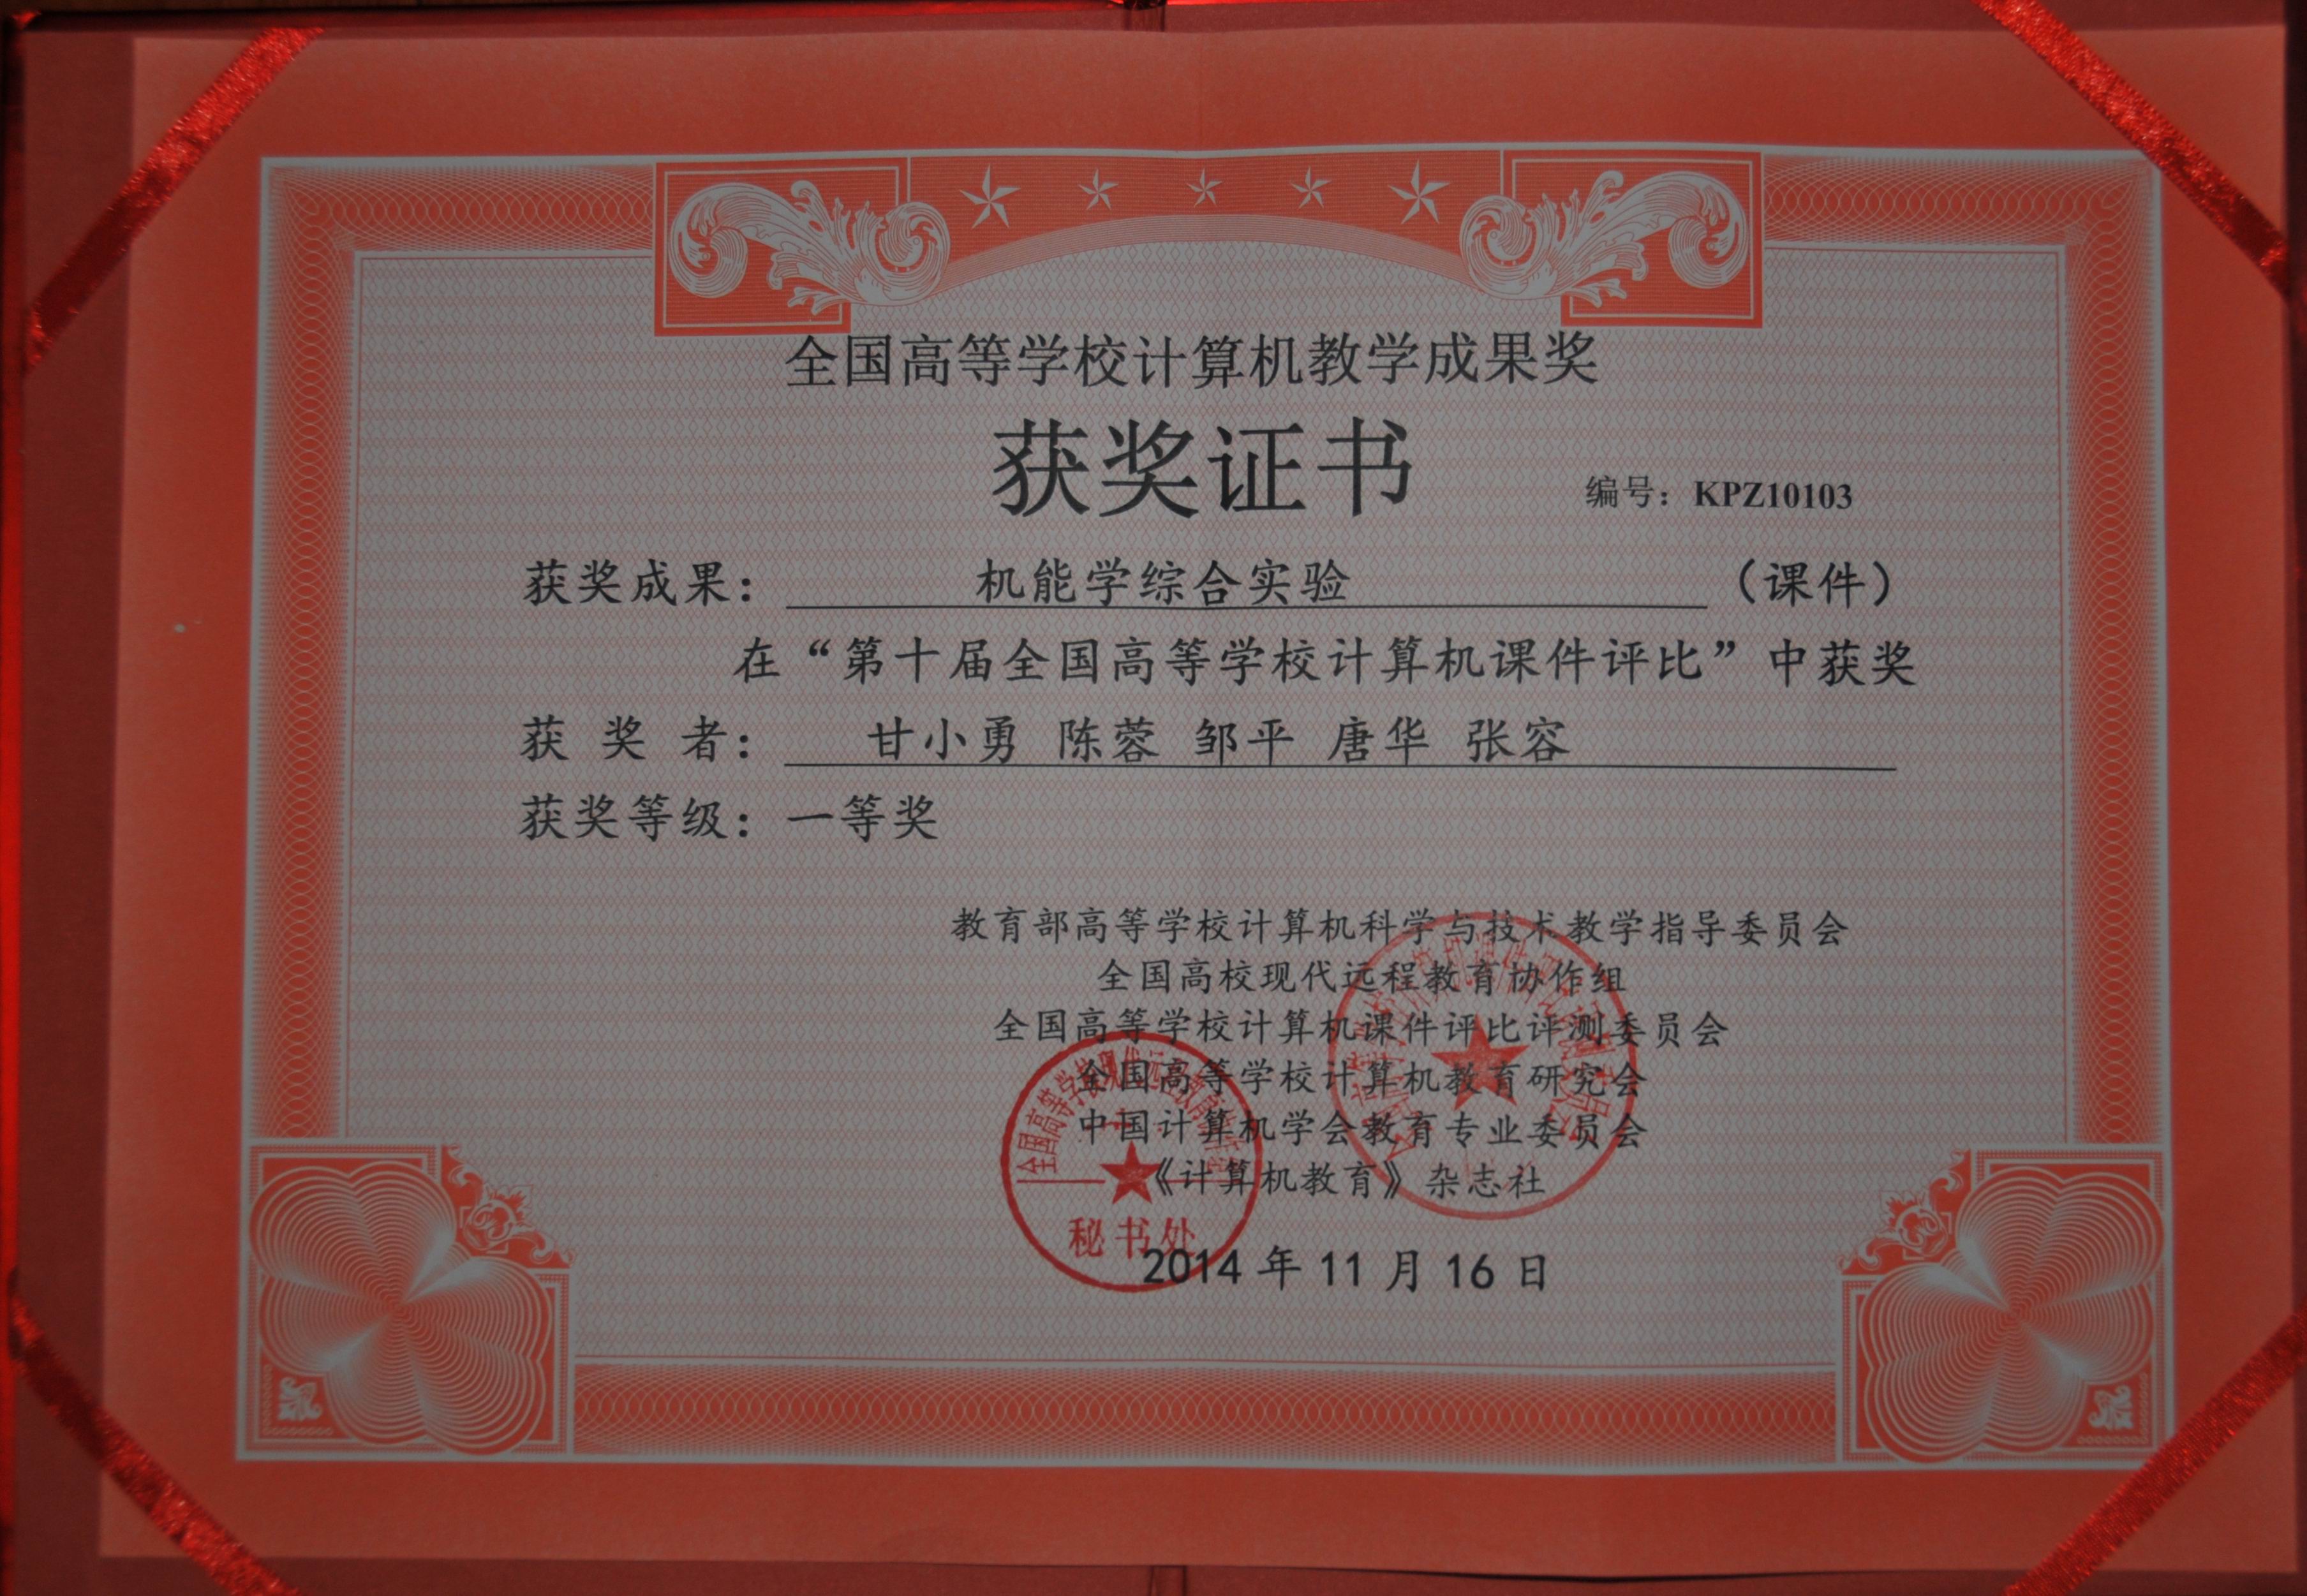 全国高等学校计算机教学成果奖
获奖证书
编号：KPZ10103
获奖成果：机能学综合实验（课件）
在“第十届全国高等学校计算机课件评比”中获奖
获奖者：甘小勇 陈蓉 邹平 唐华 张容
获奖等级：一等奖
教育部高等学校计算机科学与技术教学指导委员会
全国高校现代远程教育协作组
全国高等学校计算机课件评比评测委员会
全国高等学校计算机教育研究会
中国计算机学会教育专业委员会
《计算机教育》杂志社
秘书处
2014年11月16日